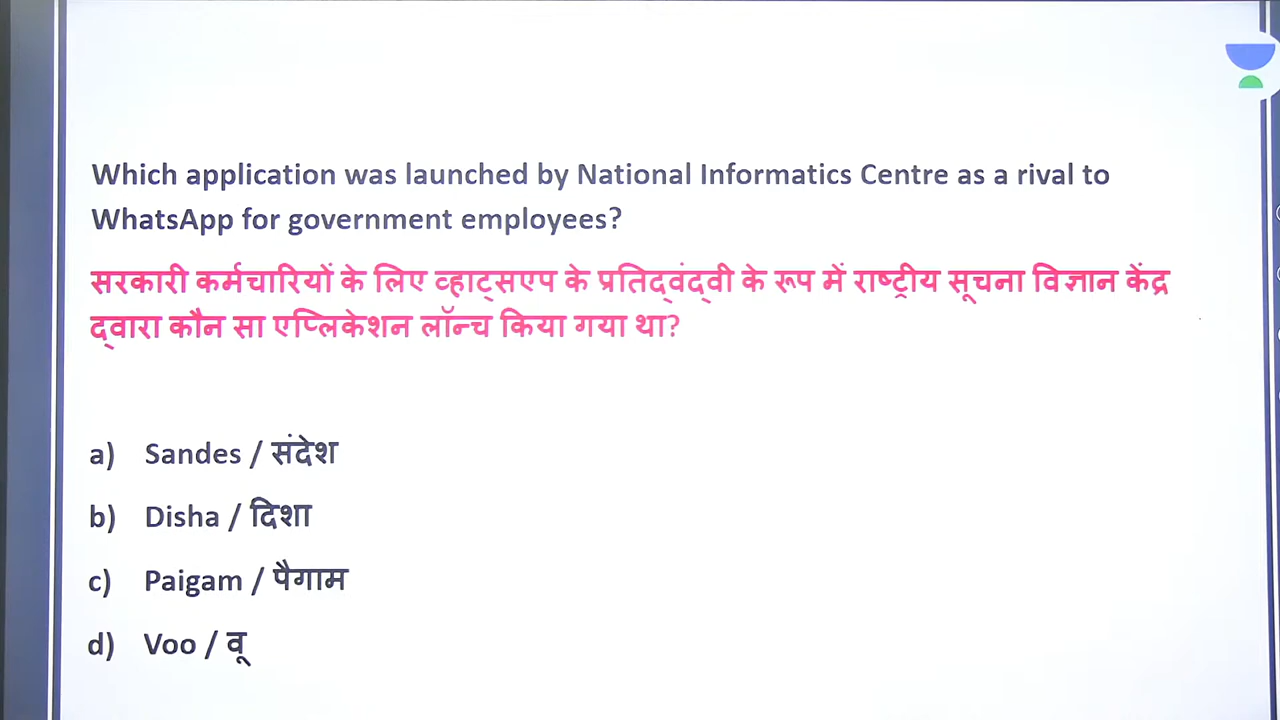 Which application was launched by National Informatics Centre as a rival to
WhatsApp for government employees?
सरकारी कर्मचारियों के लिए व्हाट्सएप के प्रतिद्वंद्वी के रूप में राष्ट्रीय सूचना विज्ञान केंद्र
द्वारा कौन सा एप्लिकेशन लॉन्च किया गया था?
a) Sandes / संदेश
b) Disha / दिशा
c) Paigam / पैगाम
d) Voo / वू